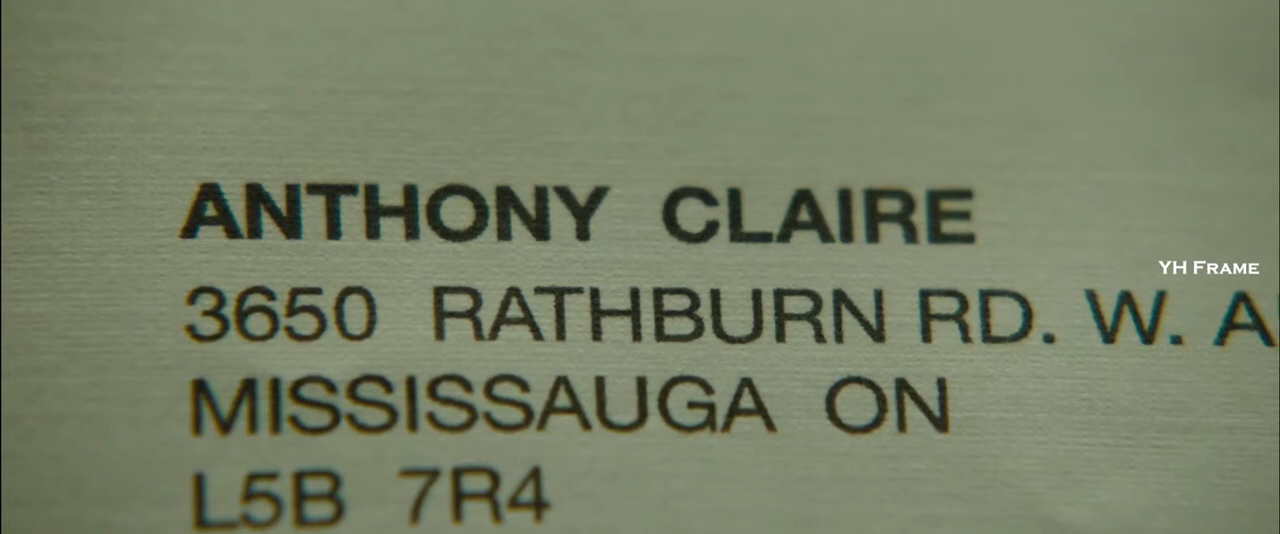 ANTHONY CLAIRE
3650 RATHBURN RD. W. A
MISSISSAUGA ON
L5B 7R4
YH FRAME